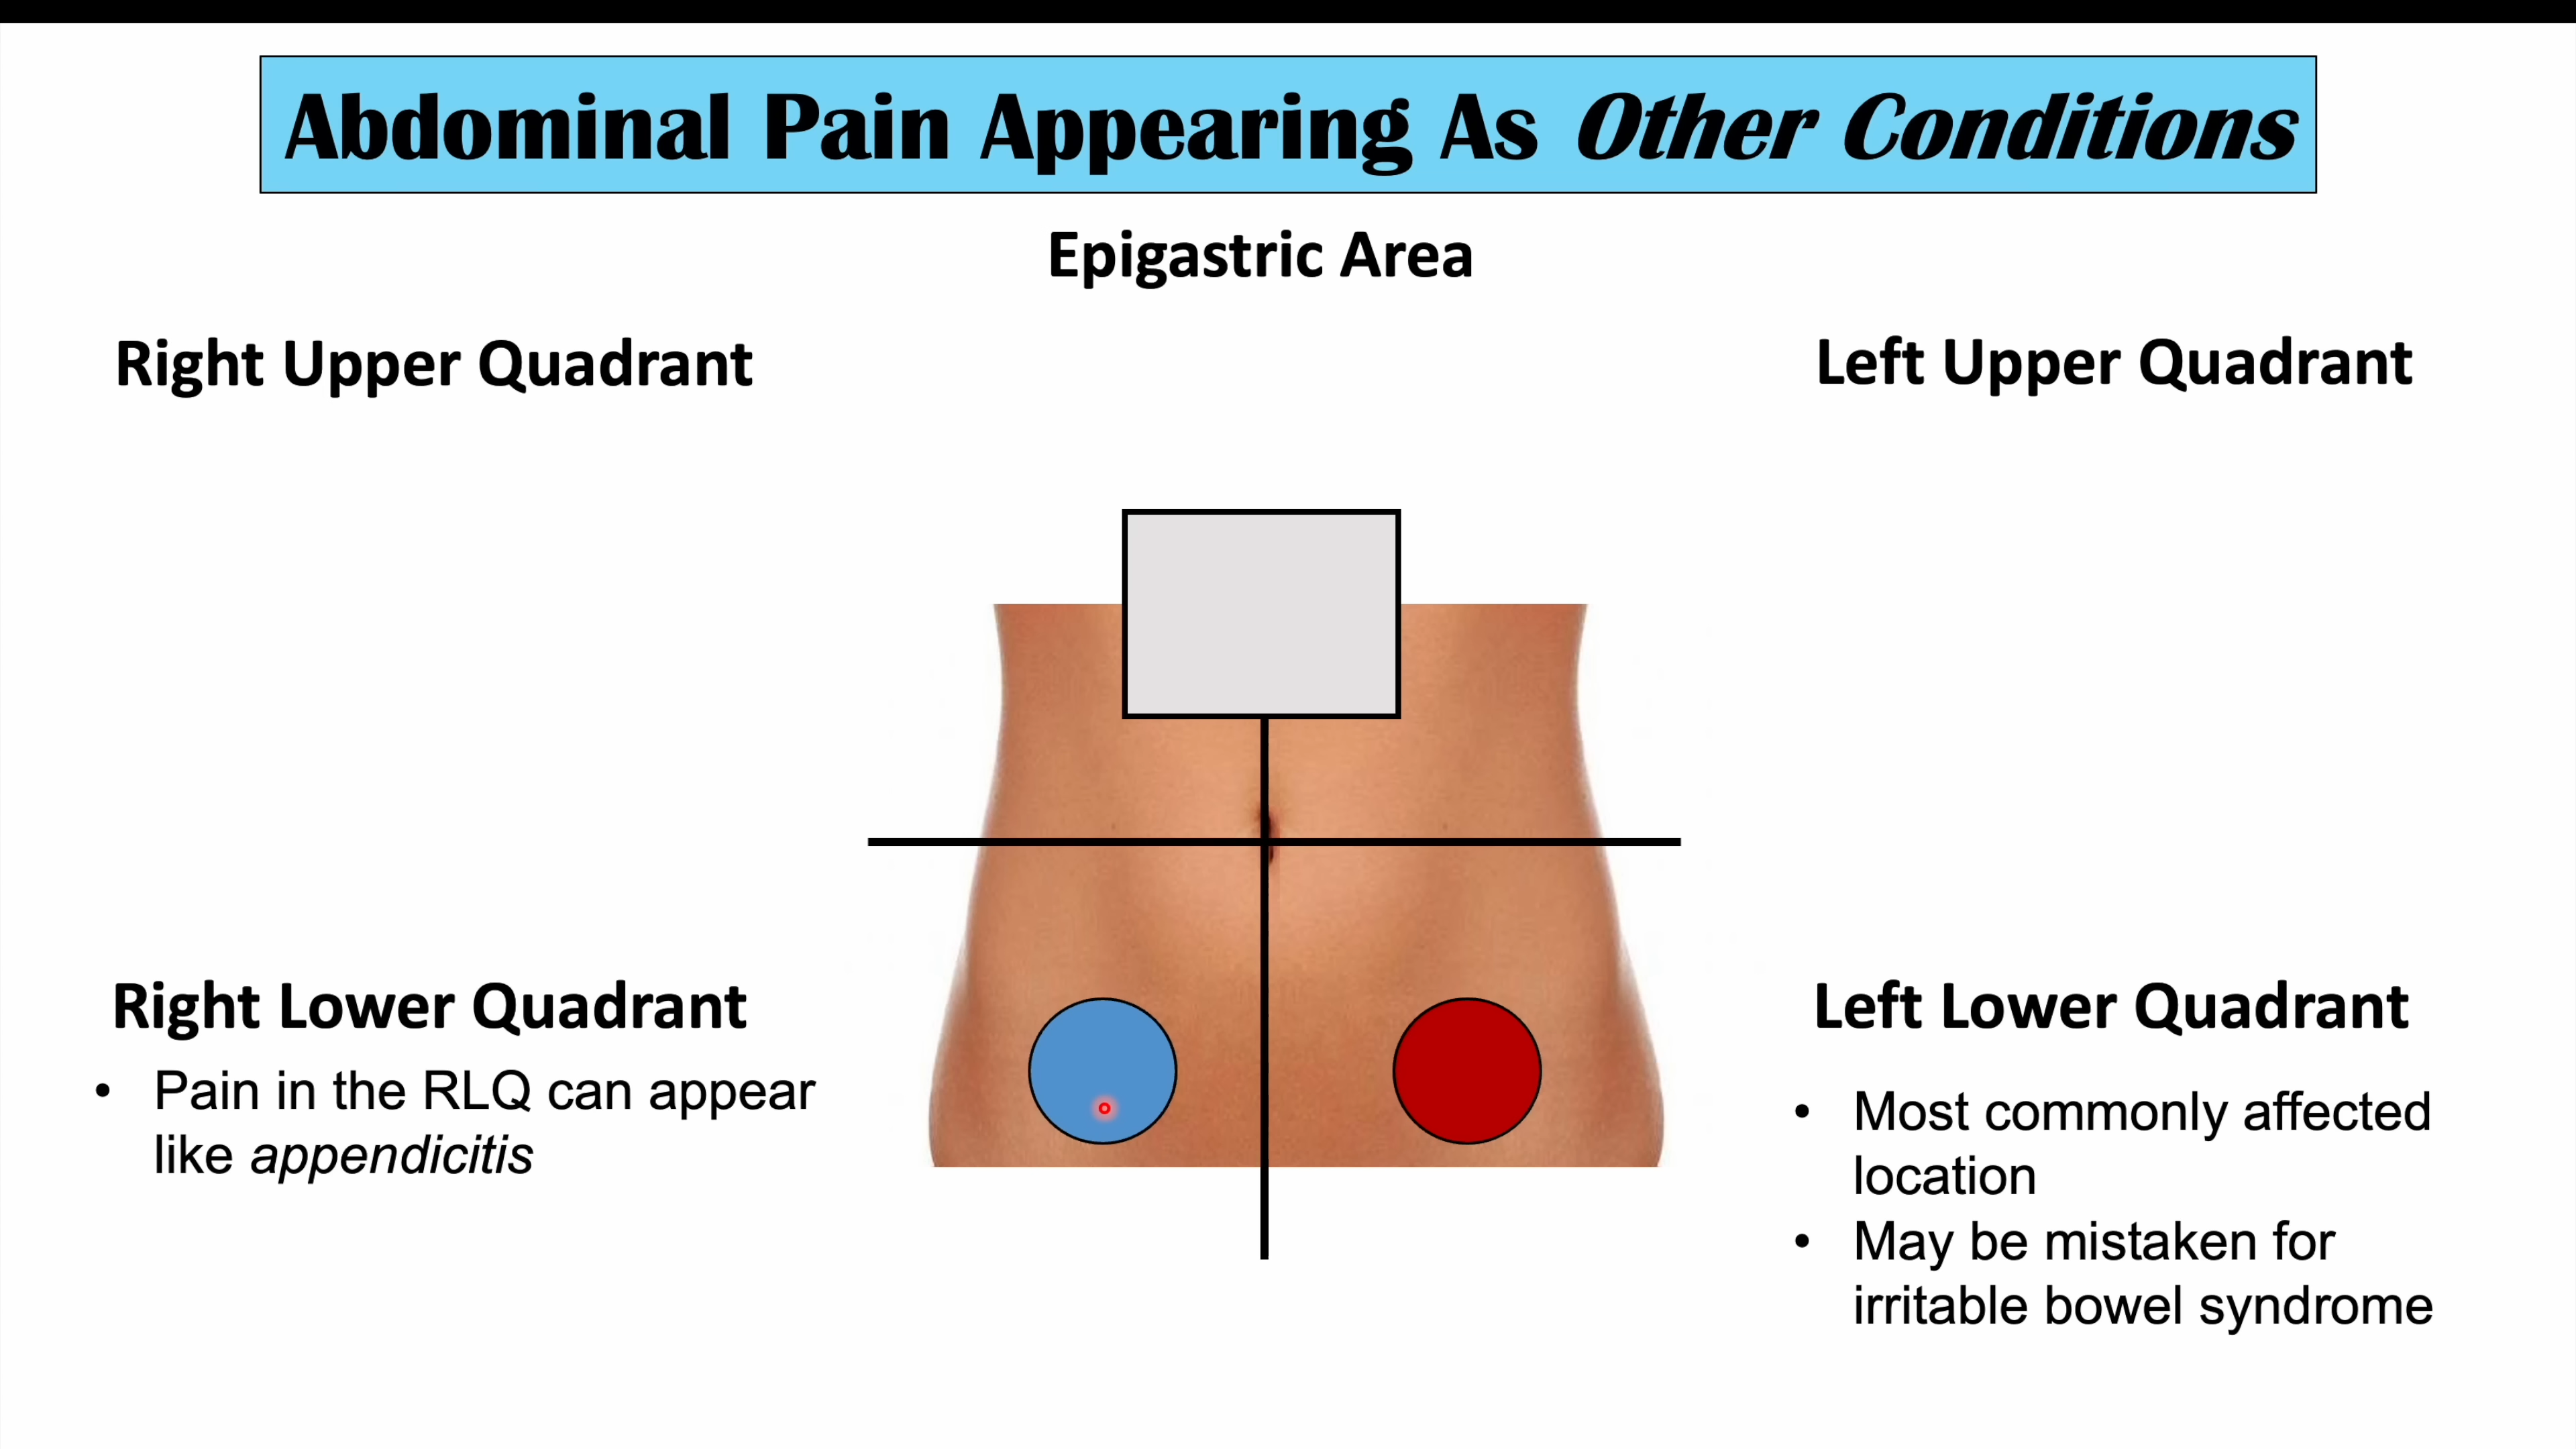 Abdominal Pain Appearing As Other Conditions
Epigastric Area
Right Upper Quadrant
Left Upper Quadrant
Right Lower Quadrant
• Pain in the RLQ can appear
like appendicitis
Left Lower Quadrant
• Most commonly affected
location
• May be mistaken for
irritable bowel syndrome